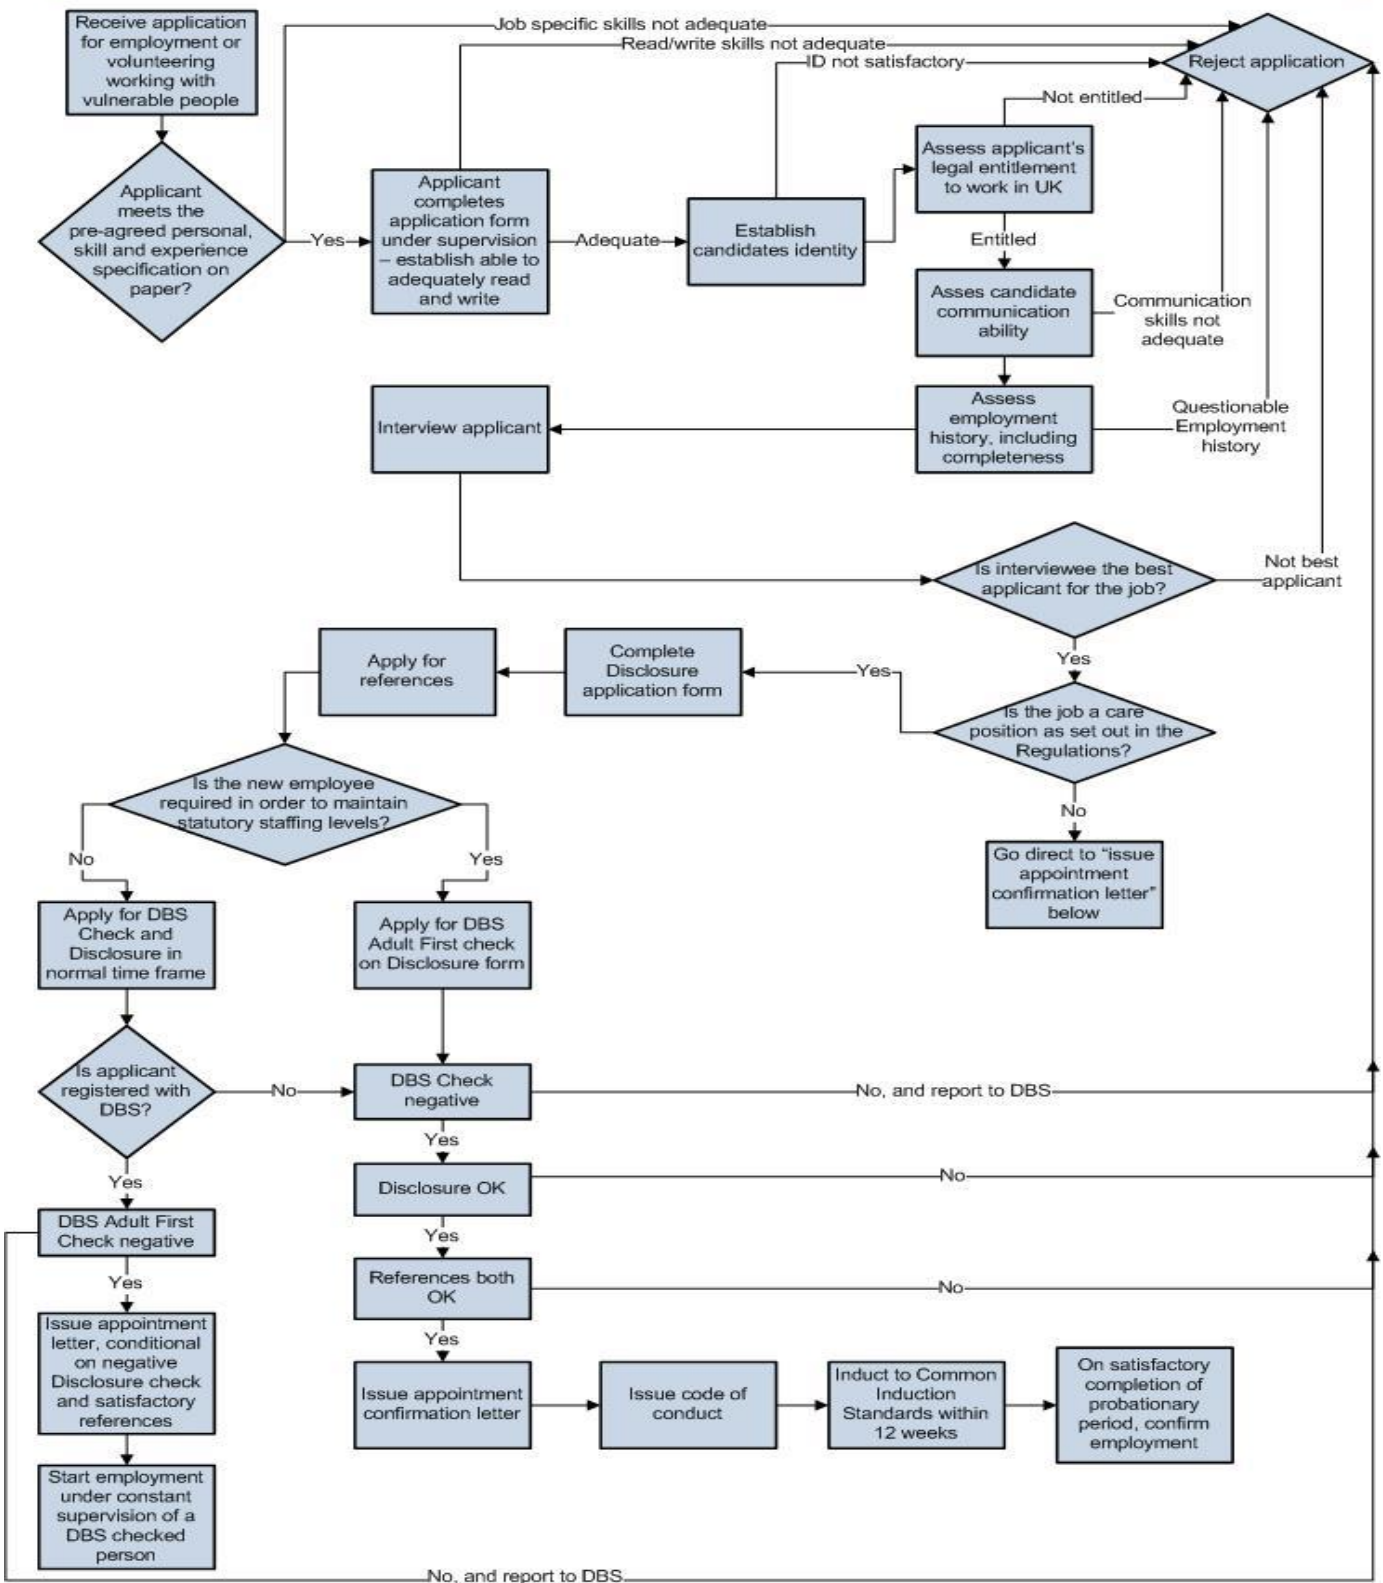 Receive application
for employment or
volunteering
working with
vulnerable people
Job specific skills not adequate
Read/write skills not adequate
ID not satisfactory
Reject application
Not entitled
Applicant
meets the
pre-agreed personal,
skill and experience
specification on
paper?
Yes
Applicant
completes
application form
under supervision
– establish able to
adequately read
and write
Adequate
Establish
candidates identity
Assess applicant's
legal entitlement
to work in UK
Entitled
Asses candidate
communication
ability
Communication
skills not
adequate
Assess
employment
history, including
completeness
Questionable
Employment
history
Interview applicant
Is interviewee the best
applicant for the job?
Not best
applicant
Yes
Is the job a care
position as set out in the
Regulations?
Yes
Complete
Disclosure
application form
Apply for
references
No
Go direct to "issue
appointment
confirmation letter"
below
Is the new employee
required in order to maintain
statutory staffing levels?
No
Yes
Apply for DBS
Check and
Disclosure in
normal time frame
Apply for DBS
Adult First check
on Disclosure form
Is applicant
registered with
DBS?
No
DBS Check
negative
No, and report to DBS
Yes
Disclosure OK
No
Yes
DBS Adult First
Check negative
Yes
References both
OK
No
Yes
Issue appointment
letter, conditional
on negative
Disclosure check
and satisfactory
references
Yes
Issue appointment
confirmation letter
Issue code of
conduct
Induct to Common
Induction
Standards within
12 weeks
On satisfactory
completion of
probationary
period, confirm
employment
Start employment
under constant
supervision of a
DBS checked
person
No, and report to DBS